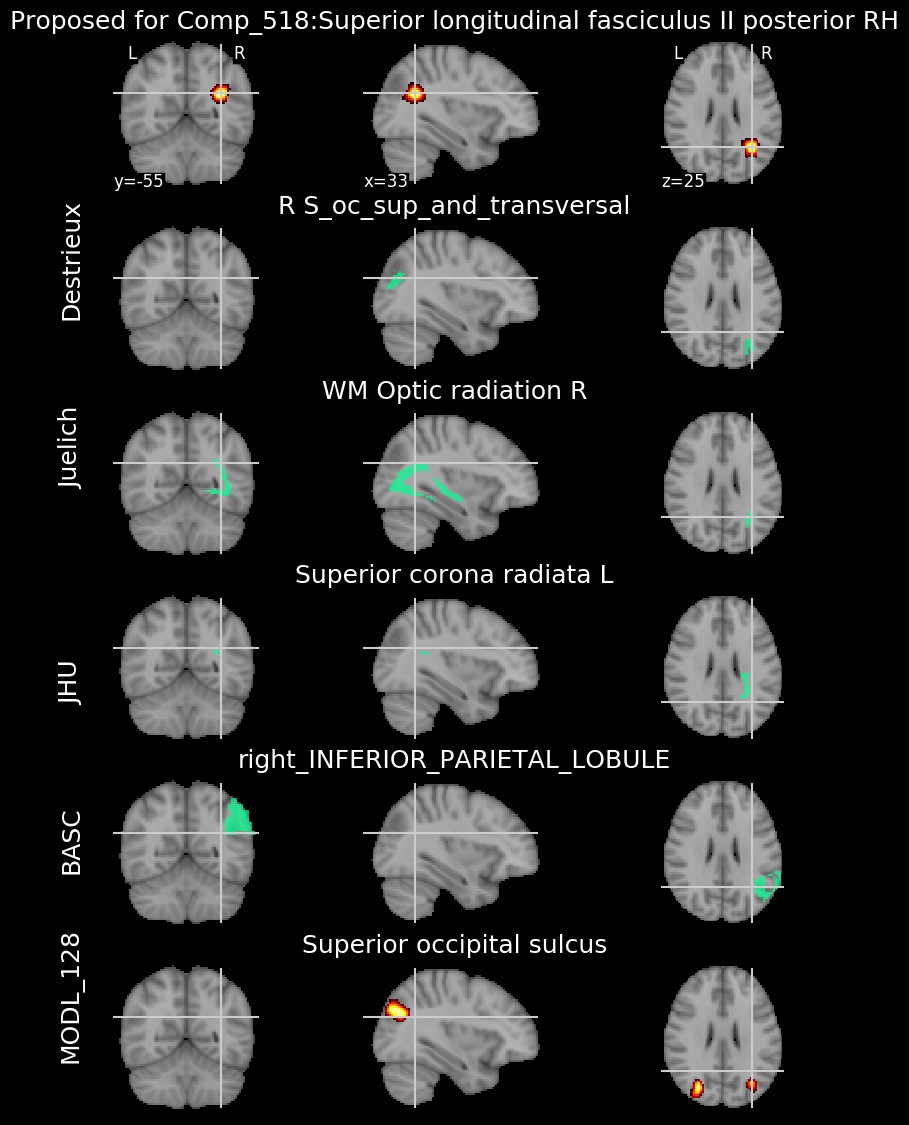 Proposed for Comp_518:Superior longitudinal fasciculus II posterior RH
L R L R
y=-55 x=33 z=25
R S_oc_sup_and_transversal
Destrieux
WM Optic radiation R
Juelich
Superior corona radiata L
JHU
right_INFERIOR_PARIETAL_LOBULE
BASC
Superior occipital sulcus
MODL_128